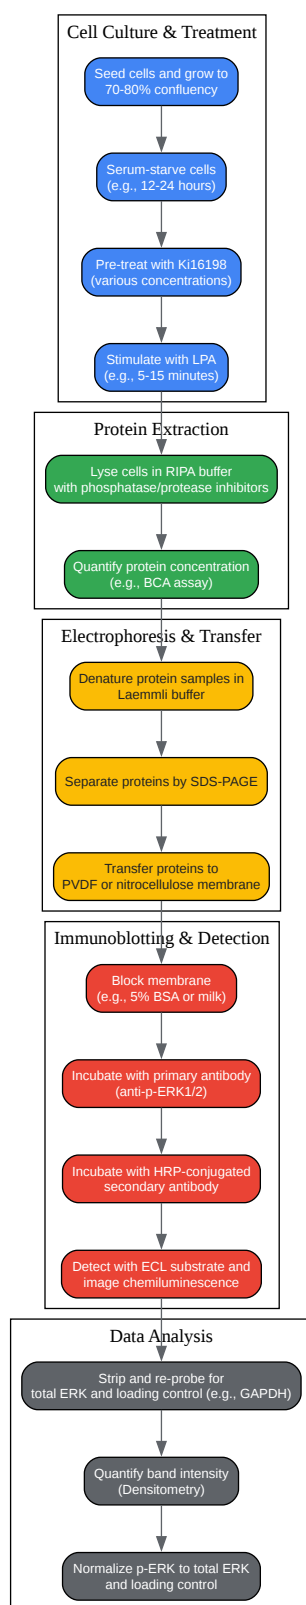 Cell Culture & Treatment
Seed cells and grow to
70-80% confluency
Serum-starve cells
(e.g., 12-24 hours)
Pre-treat with Ki16198
(various concentrations)
Stimulate with LPA
(e.g., 5-15 minutes)
Protein Extraction
Lyse cells in RIPA buffer
with phosphatase/protease inhibitors
Quantify protein concentration
(e.g., BCA assay)
Electrophoresis & Transfer
Denature protein samples in
Laemmli buffer
Separate proteins by SDS-PAGE
Transfer proteins to
PVDF or nitrocellulose membrane
Immunoblotting & Detection
Block membrane
(e.g., 5% BSA or milk)
Incubate with primary antibody
(anti-p-ERK1/2)
Incubate with HRP-conjugated
secondary antibody
Detect with ECL substrate and
image chemiluminescence
Data Analysis
Strip and re-probe for
total ERK and loading control (e.g., GAPDH)
Quantify band intensity
(Densitometry)
Normalize p-ERK to total ERK
and loading control